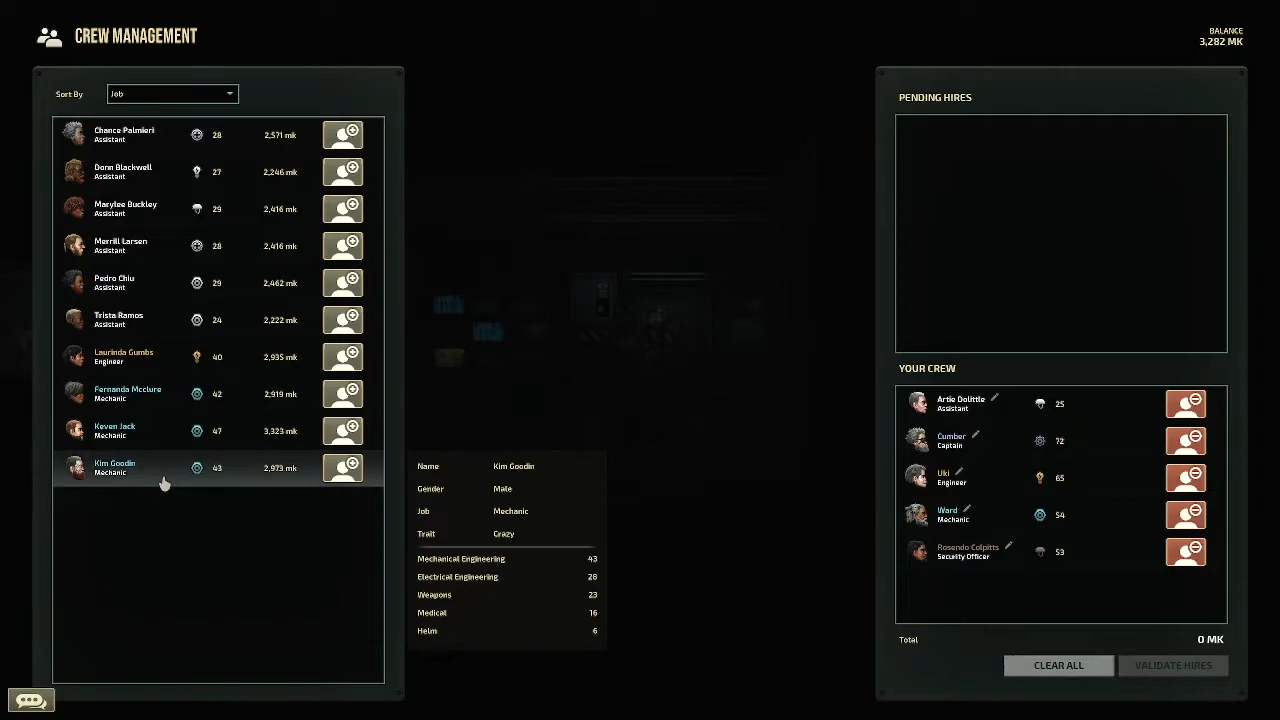 CREW MANAGEMENT
BALANCE
3,282 MK
Sort By
Job
Chance Palmieri
Assistant
28
2,571 mk
Donn Blackwell
Assistant
27
2,246 mk
Marylee Buckley
Assistant
29
2,416 mk
Merrill Larsen
Assistant
28
2,416 mk
Pedro Chiu
Assistant
29
2,462 mk
Trista Ramos
Assistant
24
2,222 mk
Laurinda Gumbs
Engineer
40
2,935 mk
Fernanda Mcclure
Mechanic
42
2,919 mk
Keven Jack
Mechanic
47
3,323 mk
Kim Goodin
Mechanic
43
2,973 mk
Name Kim Goodin
Gender Male
Job Mechanic
Trait Crazy
Mechanical Engineering 43
Electrical Engineering 28
Weapons 23
Medical 16
Helm 6
PENDING HIRES
YOUR CREW
Artie Dolittle
Assistant
25
Cumber
Captain
72
Uki
Engineer
65
Ward
Mechanic
54
Rosendo Colpitts
Security Officer
53
Total 0 MK
CLEAR ALL
VALIDATE HIRES